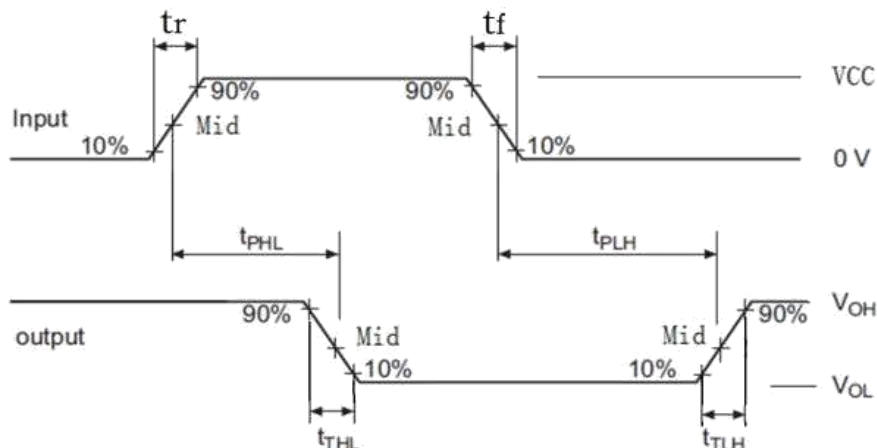 tr tf
90% 90% VCC
Input Mid Mid
10% 10% 0 V
tPHL tPLH
90% 90% VOH
output Mid Mid
10% 10% VOL
tTHL tTLH